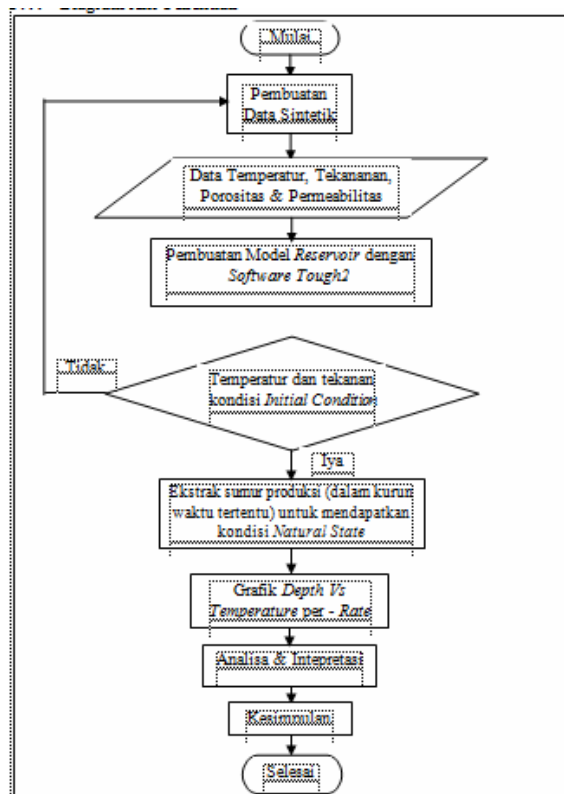 Mulai
Pembuatan
Data Sintetik
Data Temperatur, Tekananan,
Porositas & Permeabilitas
Pembuatan Model Reservoir dengan
Software Tough2
Tidak
Temperatur dan tekanan
kondisi Initial Condition
Iya
Ekstrak sumur produksi (dalam kurun
waktu tertentu) untuk mendapatkan
kondisi Natural State
Grafik Depth Vs
Temperature per - Rate
Analisa & Intepretasi
Kesimpulan
Selesai